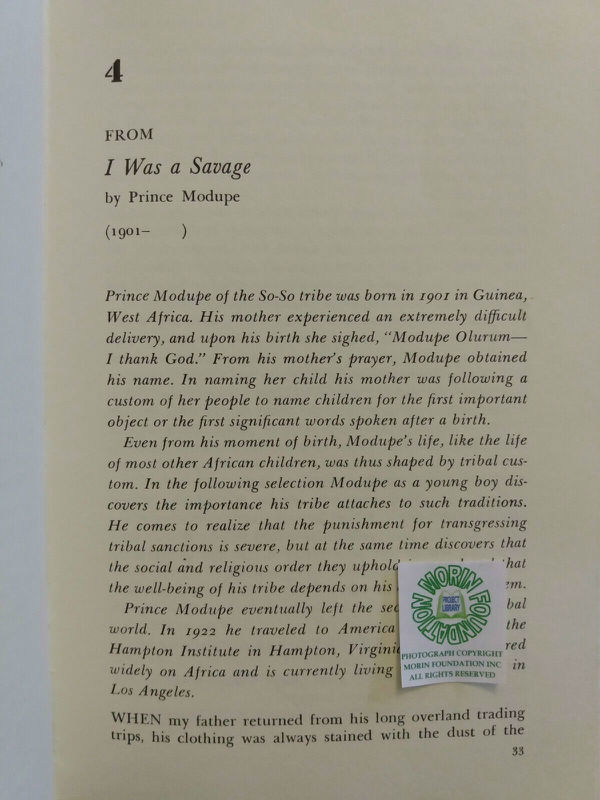 4
FROM
I Was a Savage
by Prince Modupe
(1901– )
Prince Modupe of the So-So tribe was born in 1901 in Guinea,
West Africa. His mother experienced an extremely difficult
delivery, and upon his birth she sighed, “Modupe Olurum—
I thank God.” From his mother's prayer, Modupe obtained
his name. In naming her child his mother was following a
custom of her people to name children for the first important
object or the first significant words spoken after a birth.
Even from his moment of birth, Modupe's life, like the life
of most other African children, was thus shaped by tribal cus-
tom. In the following selection Modupe as a young boy dis-
covers the importance his tribe attaches to such traditions.
He comes to realize that the punishment for transgressing
tribal sanctions is severe, but at the same time discovers that
the social and religious order they uphold that
the well-being of his tribe depends on his
Prince Modupe eventually left the
world. In 1922 he traveled to America the
Hampton Institute in Hampton,
widely on Africa and is currently living in
Los Angeles.
WHEN my father returned from his long overland trading
trips, his clothing was always stained with the dust of the
33
MORIN FOUNDATION
PROJECT
LIBRARY
PHOTOGRAPH COPYRIGHT
MORIN FOUNDATION INC
ALL RIGHTS RESERVED